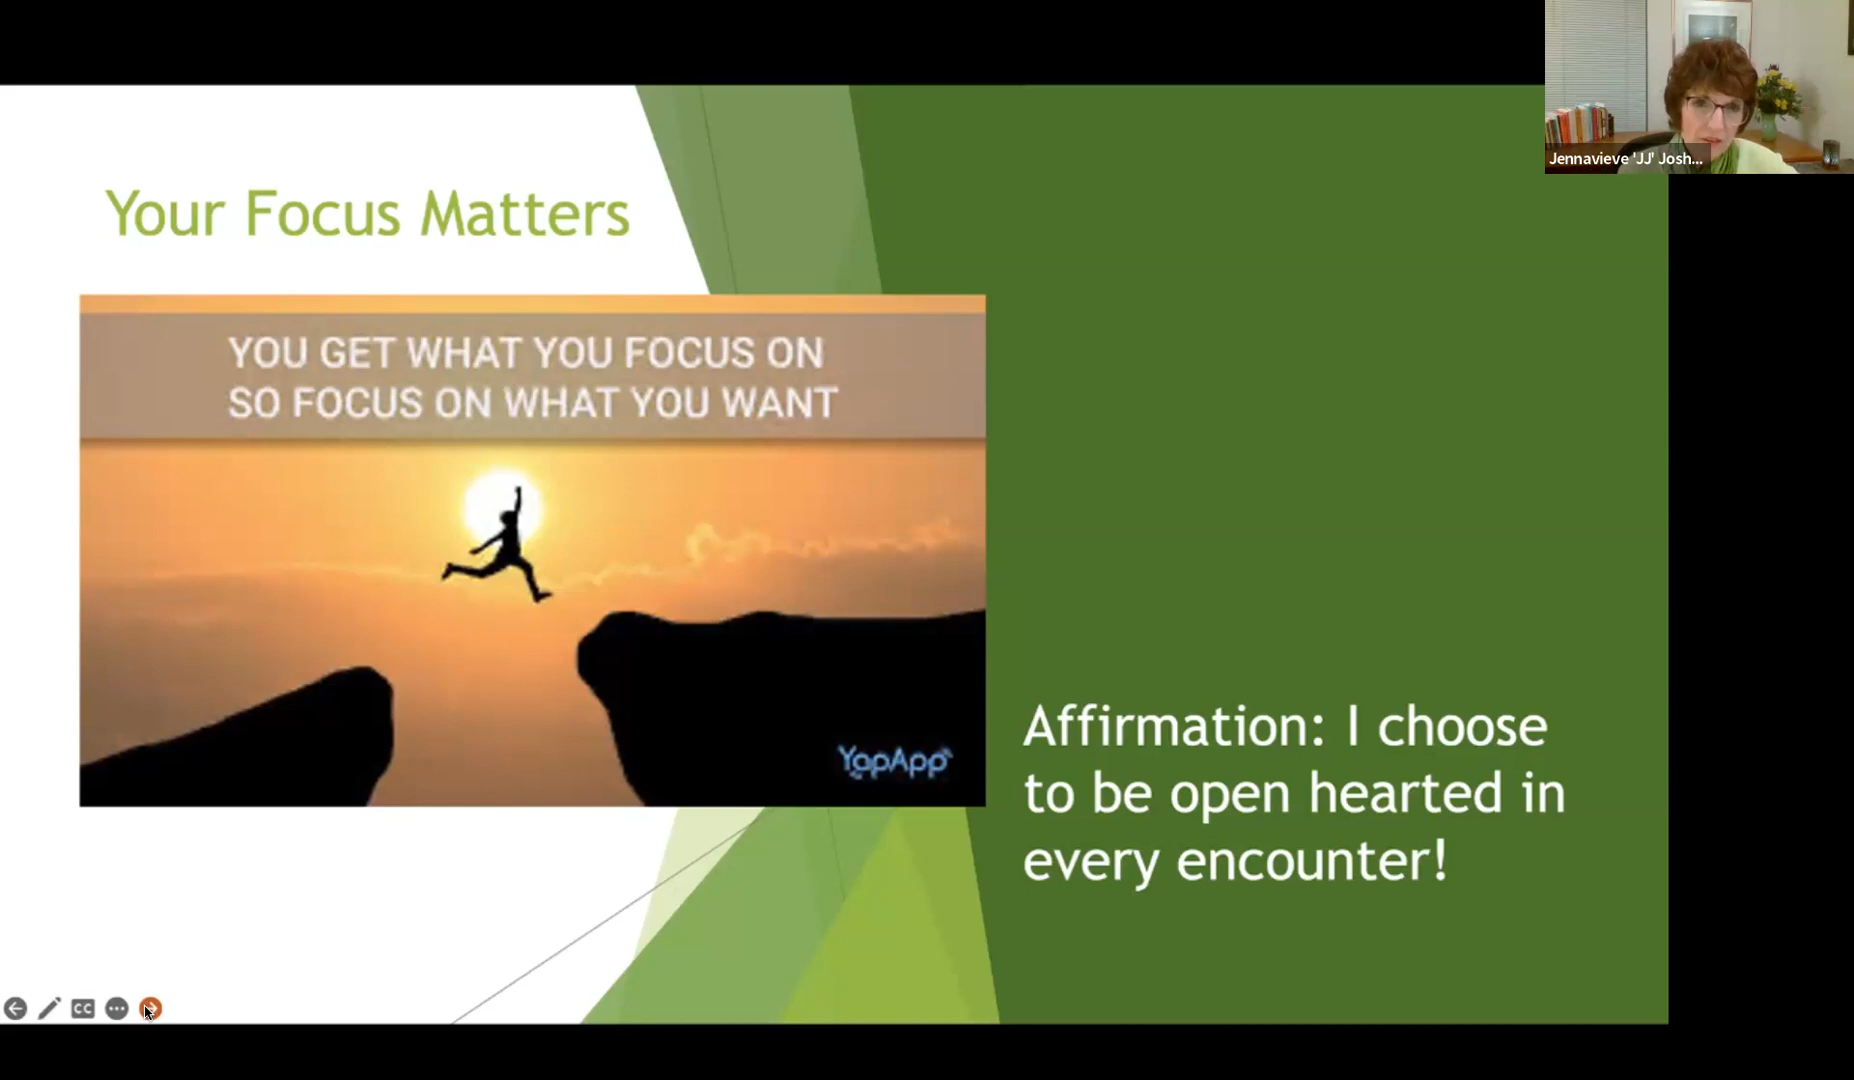 Jennavieve 'JJ' Josh...
Your Focus Matters
YOU GET WHAT YOU FOCUS ON
SO FOCUS ON WHAT YOU WANT
YapApp
Affirmation: I choose
to be open hearted in
every encounter!
CC